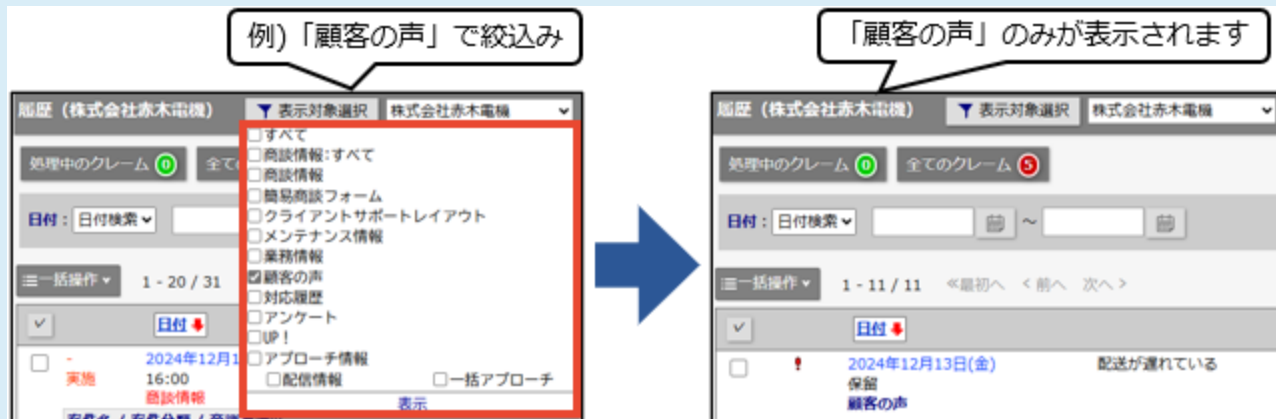 例)「顧客の声」で絞込み
「顧客の声」のみが表示されます
履歴（株式会社赤木電機）
表示対象選択
株式会社赤木電機
すべて
商談情報:すべて
商談情報
簡易商談フォーム
クライアントサポートレイアウト
メンテナンス情報
業務情報
顧客の声
対応履歴
アンケート
UP！
アプローチ情報
配信情報 一括アプローチ
表示
処理中のクレーム 0
全て
日付：日付検索
一括操作
1 - 20 / 31
日付
-
実施
2024年12月1
16:00
商談情報
履歴（株式会社赤木電機）
表示対象選択
株式会社赤木電機
処理中のクレーム 0
全てのクレーム 5
日付：日付検索 ～
一括操作
1 - 11 / 11 ≪最初へ ＜前へ 次へ＞
日付
2024年12月13日(金) 配送が遅れている
保留
顧客の声